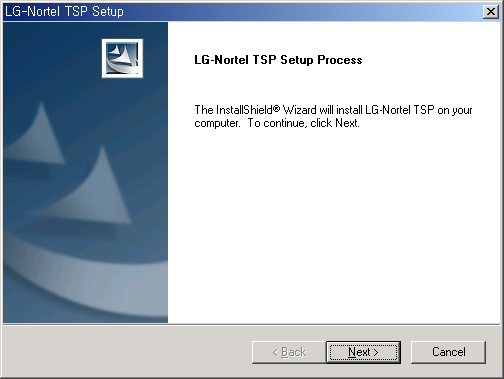 LG-Nortel TSP Setup
LG-Nortel TSP Setup Process
The InstallShield® Wizard will install LG-Nortel TSP on your
computer. To continue, click Next.
< Back
Next >
Cancel